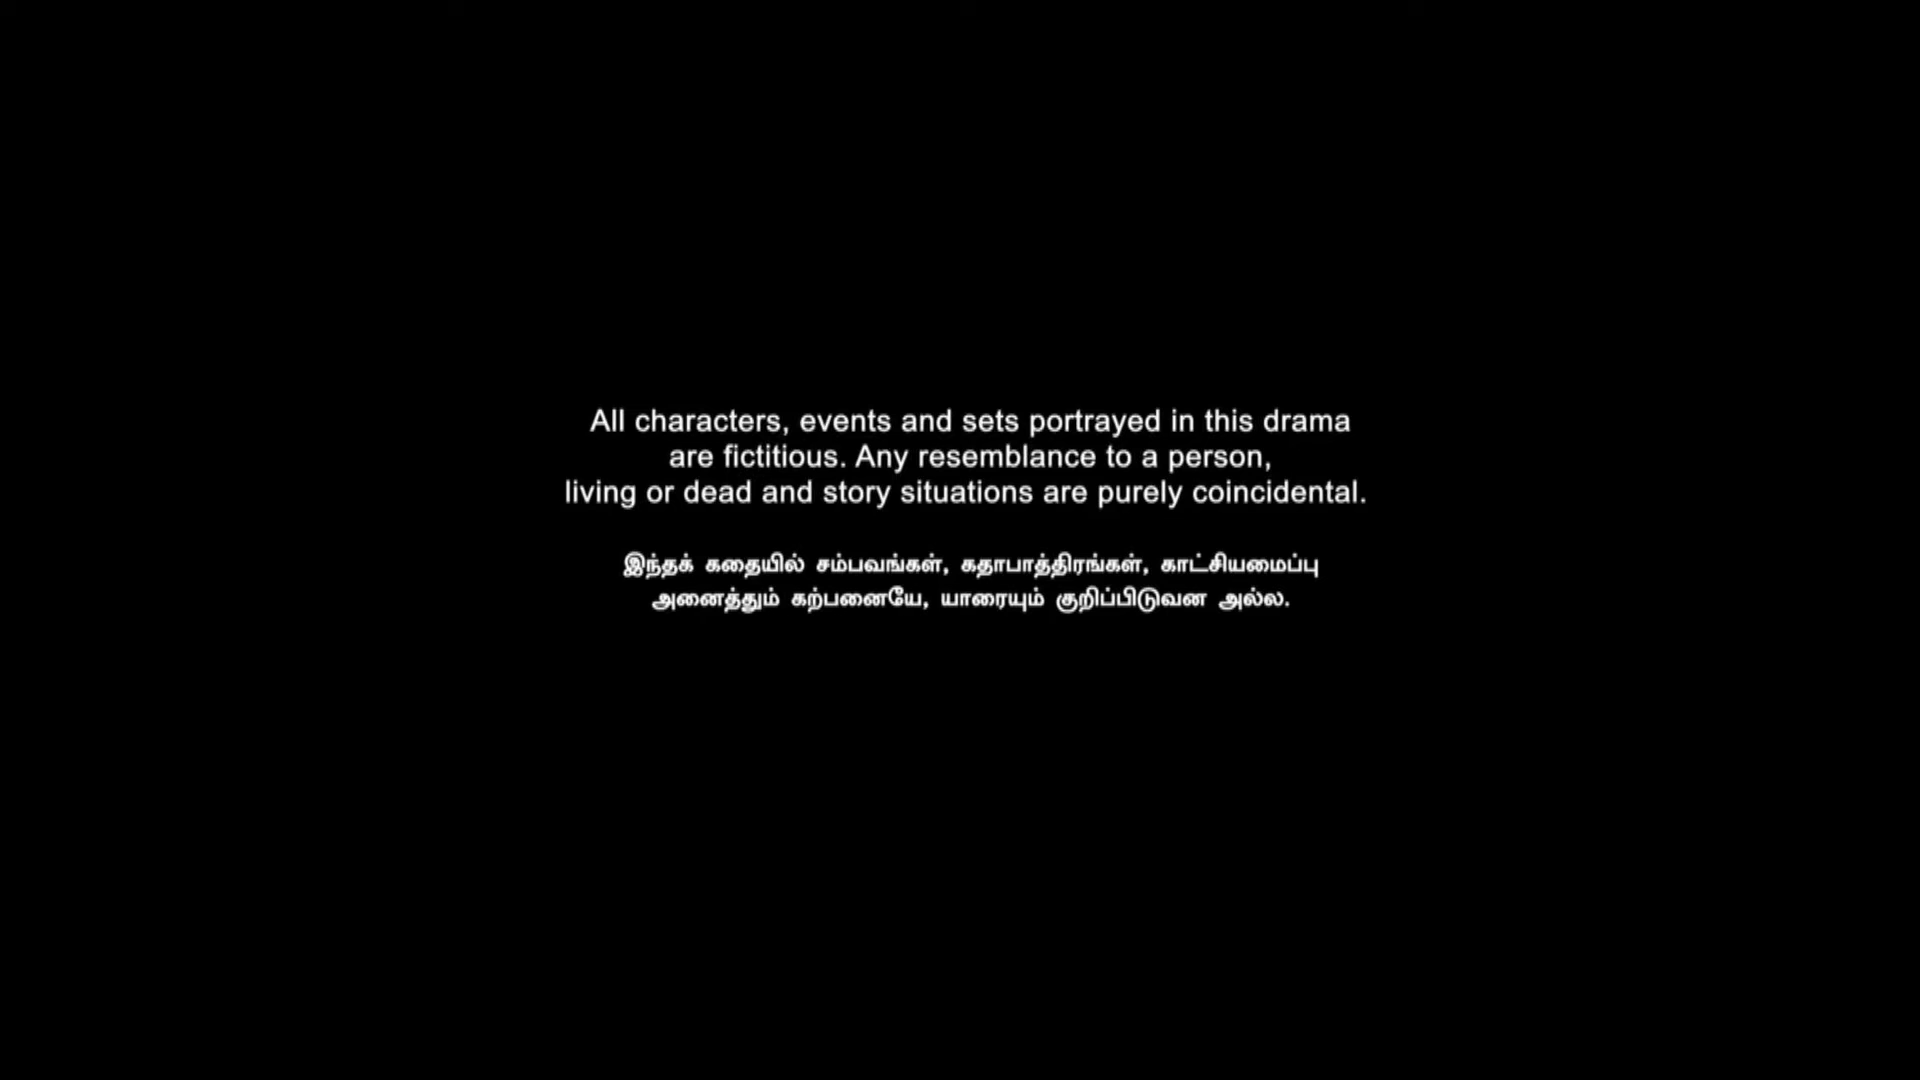 All characters, events and sets portrayed in this drama
are fictitious. Any resemblance to a person,
living or dead and story situations are purely coincidental.
இந்தக் கதையில் சம்பவங்கள், கதாபாத்திரங்கள், காட்சியமைப்பு
அனைத்தும் கற்பனையே, யாரையும் குறிப்பிடுவன அல்ல.